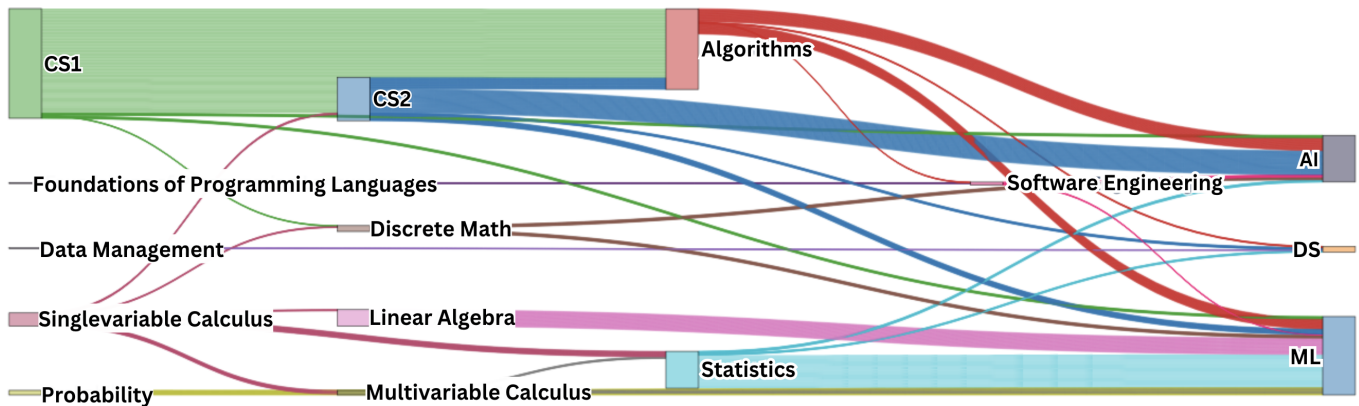 CS1
Algorithms
CS2
AI
Foundations of Programming Languages
Software Engineering
Discrete Math
Data Management
DS
Singlevariable Calculus
Linear Algebra
ML
Statistics
Probability
Multivariable Calculus